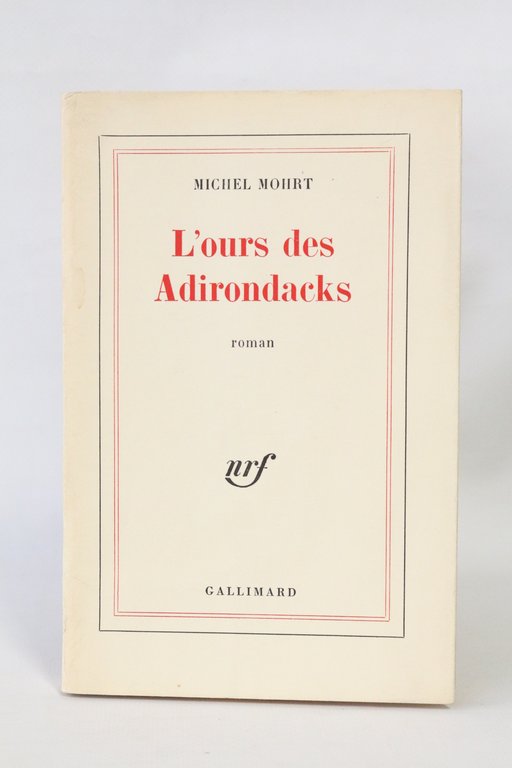 MICHEL MOHRT
L'ours des
Adirondacks
roman
nrf
GALLIMARD